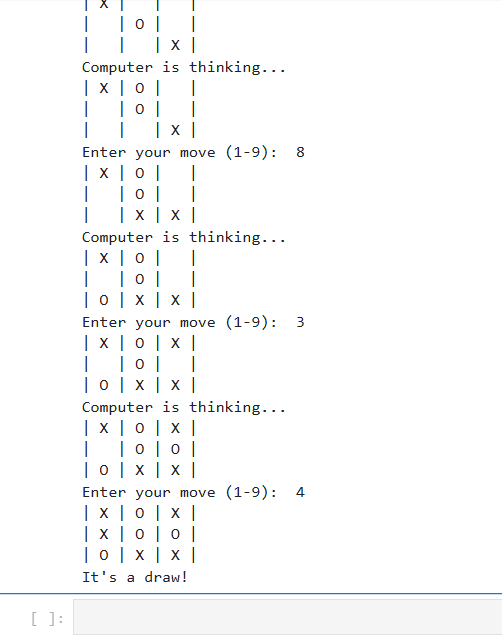 | X |   |   |
|   | O |   |
|   |   | X |
Computer is thinking...
| X | O |   |
|   | O |   |
|   |   | X |
Enter your move (1-9):  8
| X | O |   |
|   | O |   |
|   | X | X |
Computer is thinking...
| X | O |   |
|   | O |   |
| O | X | X |
Enter your move (1-9):  3
| X | O | X |
|   | O |   |
| O | X | X |
Computer is thinking...
| X | O | X |
|   | O | O |
| O | X | X |
Enter your move (1-9):  4
| X | O | X |
| X | O | O |
| O | X | X |
It's a draw!
[ ]: